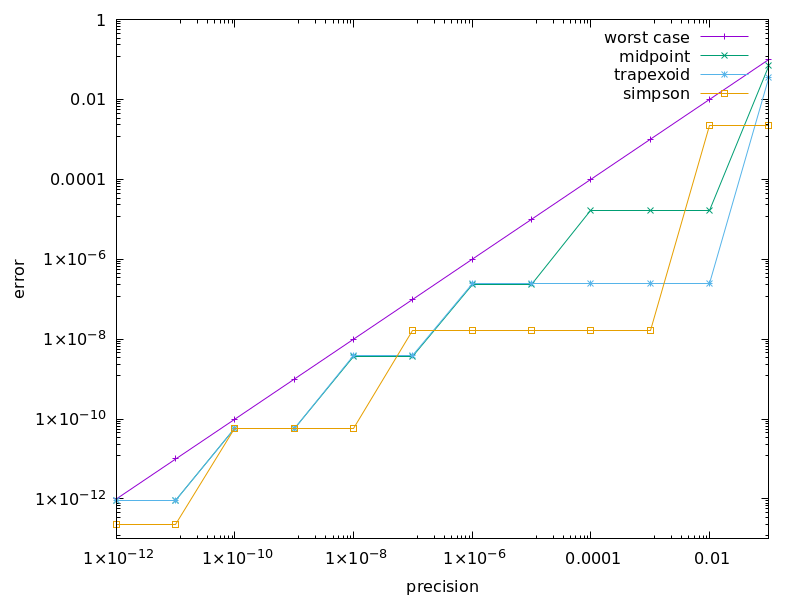 1
0.01
0.0001
1×10⁻⁶
1×10⁻⁸
1×10⁻¹⁰
1×10⁻¹²
error
worst case
midpoint
trapexoid
simpson
1×10⁻¹² 1×10⁻¹⁰ 1×10⁻⁸ 1×10⁻⁶ 0.0001 0.01
precision